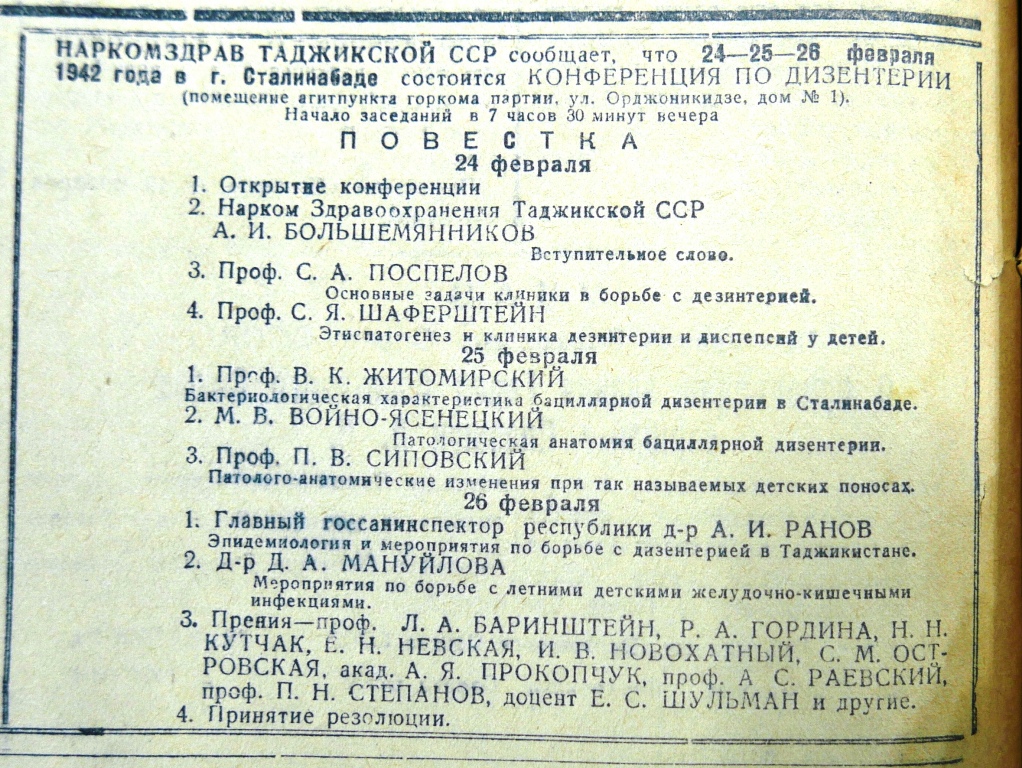 НАРКОМЗДРАВ ТАДЖИКСКОЙ ССР сообщает, что 24—25—26 февраля
1942 года в г. Сталинабаде состоится КОНФЕРЕНЦИЯ ПО ДИЗЕНТЕРИИ
(помещение агитпункта горкома партии, ул. Орджоникидзе, дом № 1).
Начало заседаний в 7 часов 30 минут вечера
ПОВЕСТКА
24 февраля
1. Открытие конференции
2. Нарком Здравоохранения Таджикской ССР
А. И. БОЛЬШЕМЯННИКОВ
Вступительное слово.
3. Проф. С. А. ПОСПЕЛОВ
Основные задачи клиники в борьбе с дезинтерией.
4. Проф. С. Я. ШАФЕРШТЕЙН
Этиспатогенез и клиника дезинтерии и диспепсий у детей.
25 февраля
1. Проф. В. К. ЖИТОМИРСКИЙ
Бактериологическая характеристика бациллярной дизентерии в Сталинабаде.
2. М. В. ВОЙНО-ЯСЕНЕЦКИЙ
Патологическая анатомия бациллярной дизентерии.
3. Проф. П. В. СИПОВСКИЙ
Патолого-анатомические изменения при так называемых детских поносах.
26 февраля
1. Главный госсанинспектор республики д-р А. И. РАНОВ
Эпидемиология и мероприятия по борьбе с дизентерией в Таджикистане.
2. Д-р Д. А. МАНУЙЛОВА
Мероприятия по борьбе с летними детскими желудочно-кишечными
инфекциями.
3. Прения—проф. Л. А. БАРИНШТЕЙН, Р. А. ГОРДИНА, Н. Н.
КУТЧАК, Е. Н. НЕВСКАЯ, И. В. НОВОХАТНЫЙ, С. М. ОСТ-
РОВСКАЯ, акад. А. Я. ПРОКОПЧУК, проф. А С. РАЕВСКИЙ,
проф. П. Н. СТЕПАНОВ, доцент Е. С. ШУЛЬМАН и другие.
4. Принятие резолюции.